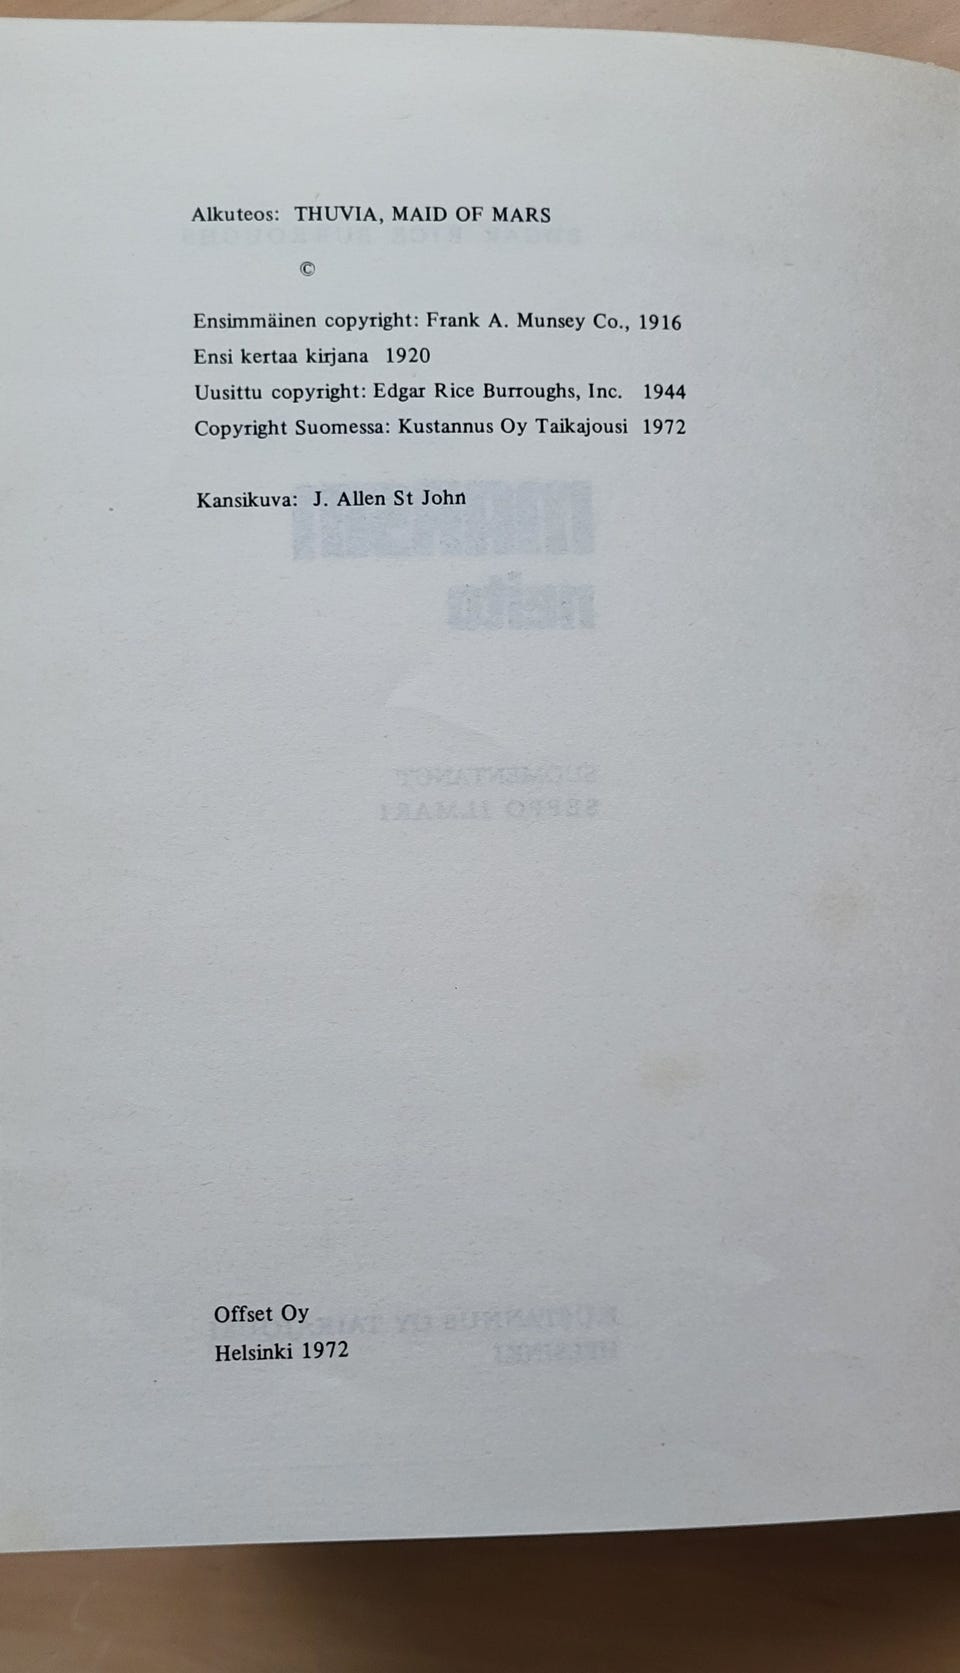 Alkuteos: THUVIA, MAID OF MARS
©
Ensimmäinen copyright: Frank A. Munsey Co., 1916
Ensi kertaa kirjana 1920
Uusittu copyright: Edgar Rice Burroughs, Inc. 1944
Copyright Suomessa: Kustannus Oy Taikajousi 1972
Kansikuva: J. Allen St John
Offset Oy
Helsinki 1972